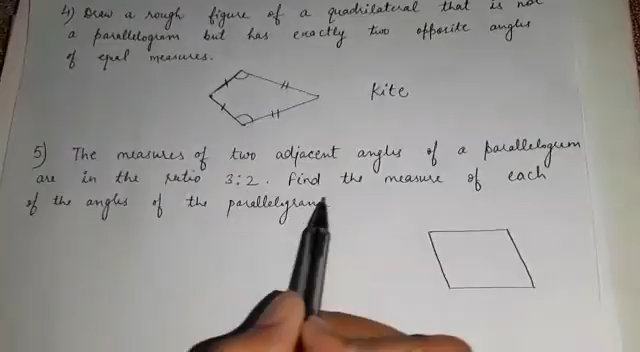 4) Draw a rough figure of a quadrilateral that is not
a parallelogram but has exactly two opposite angles
of equal measures.
Kite
5) The measures of two adjacent angles of a parallelogram
are in the ratio 3:2. Find the measure of each
of the angles of the parallelogram